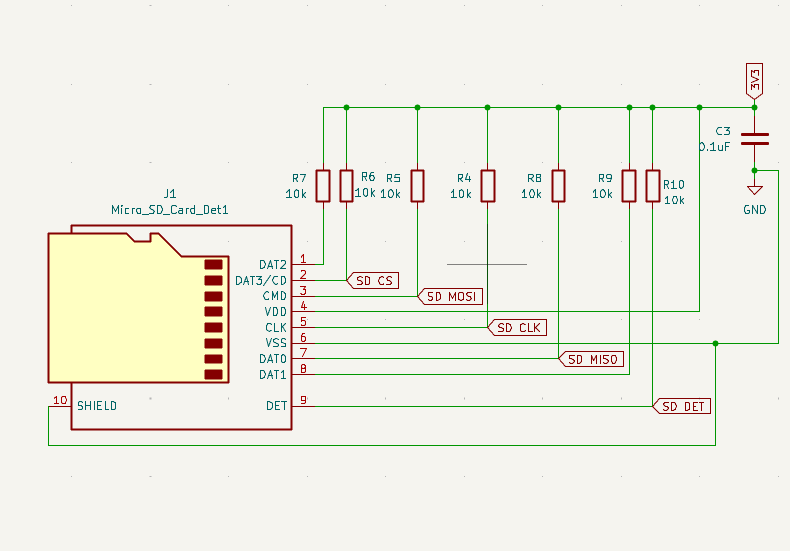 3V3
C3
0.1uF
GND
R7
10k
R6
10k
R5
10k
R4
10k
R8
10k
R9
10k
R10
10k
J1
Micro_SD_Card_Det1
DAT2 1
DAT3/CD 2 SD CS
CMD 3 SD MOSI
VDD 4
CLK 5 SD CLK
VSS 6
DAT0 7 SD MISO
DAT1 8
10 SHIELD DET 9 SD DET